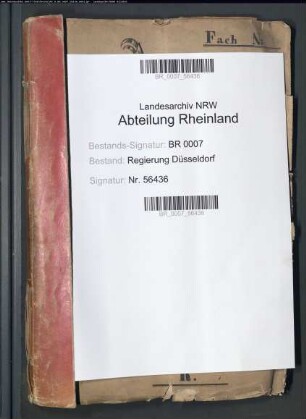 Fach N
BR_0007_56436
Landesarchiv NRW
Abteilung Rheinland
Bestands-Signatur: BR 0007
Bestand: Regierung Düsseldorf
Signatur: Nr. 56436
BR_0007_56436
R.